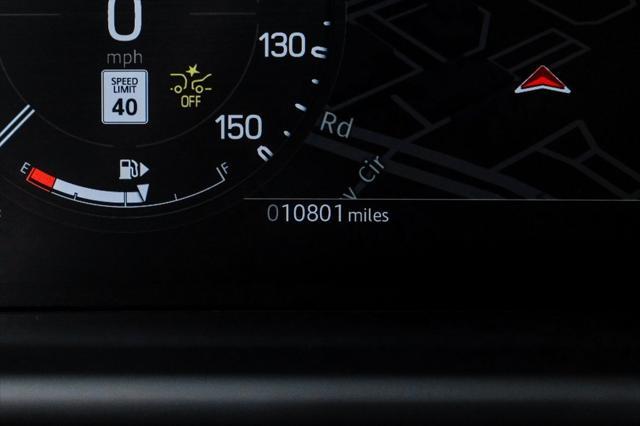 0
mph
130
SPEED
LIMIT
40
OFF
150
Rd
E
F
Cir
010801 miles